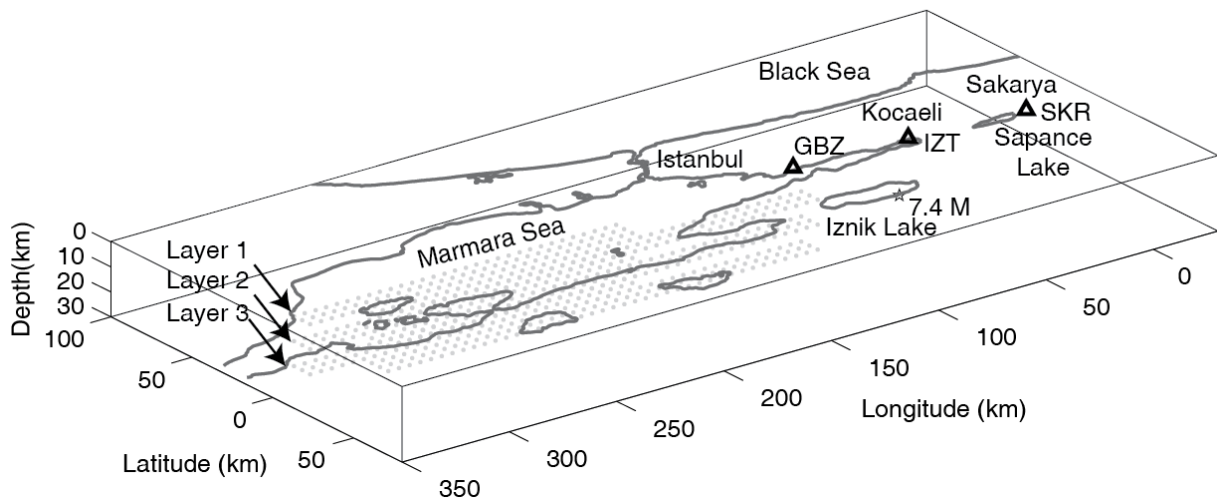 Black Sea
Sakarya
SKR
Kocaeli
IZT
Sapance
Lake
GBZ
Istanbul
7.4 M
Iznik Lake
Marmara Sea
Layer 1
Layer 2
Layer 3
Depth(km)
0
10
20
30
100
50
0
50
Latitude (km)
350
300
250
200
150
100
50
0
Longitude (km)